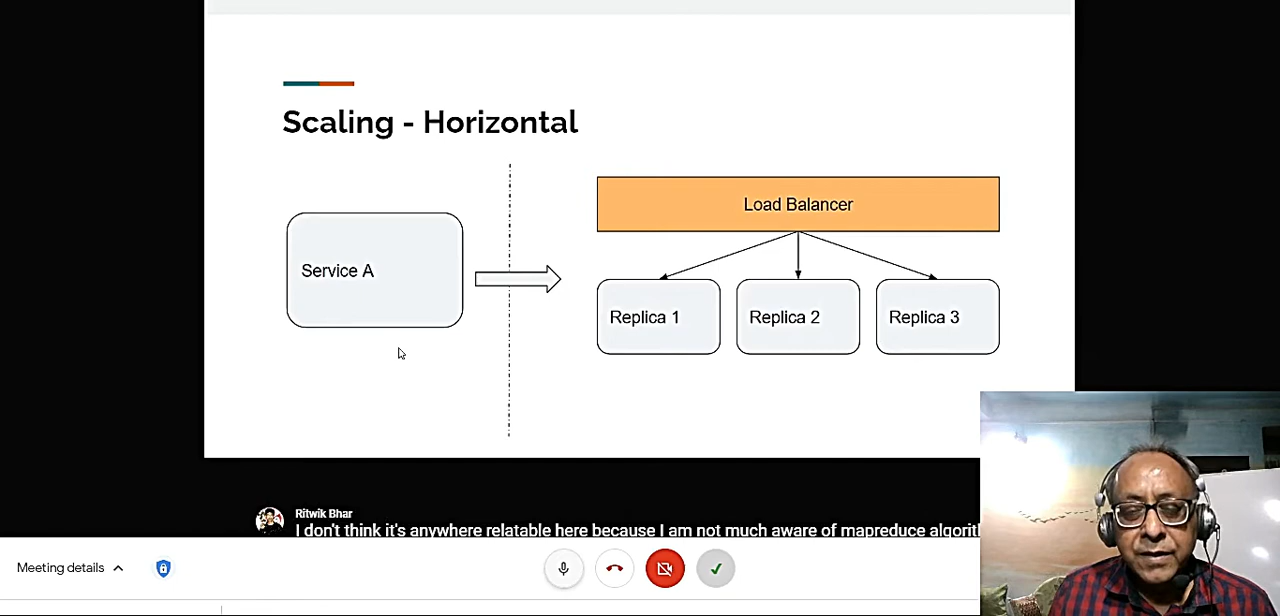 Scaling - Horizontal
Service A
Load Balancer
Replica 1
Replica 2
Replica 3
Ritwik Bhar
I don't think it's anywhere relatable here because I am not much aware of mapreduce
Meeting details